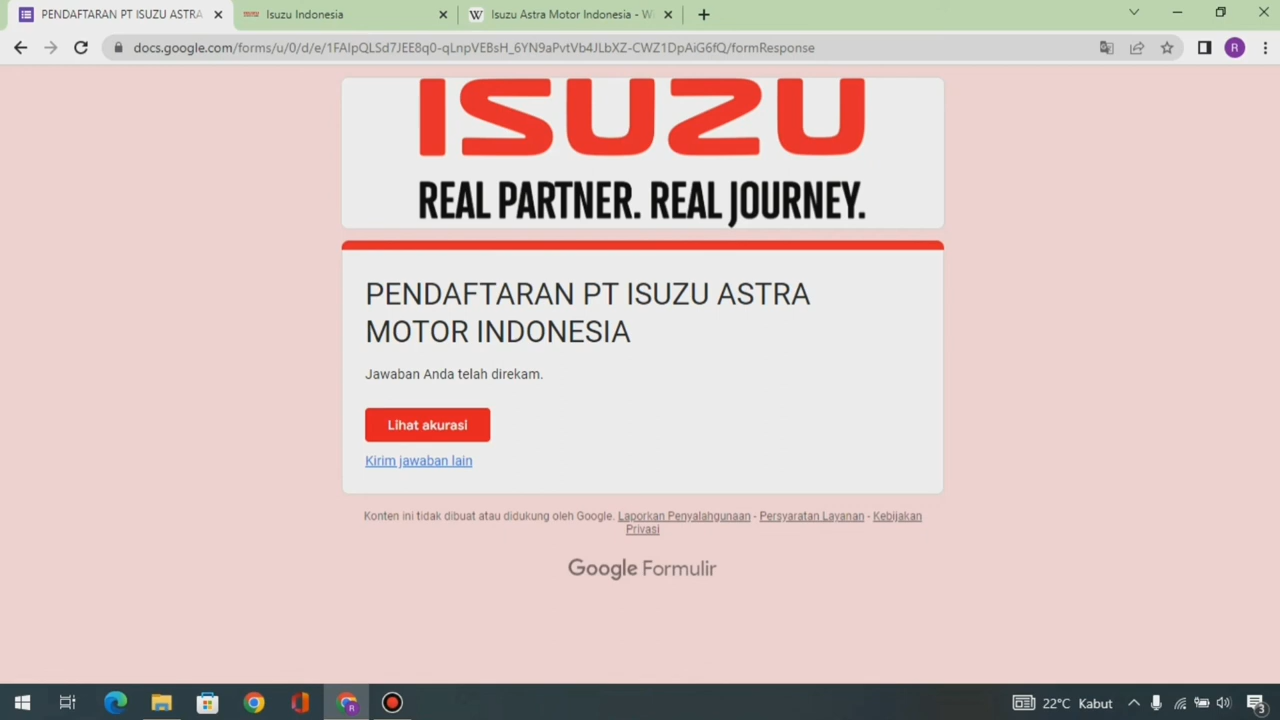 PENDAFTARAN PT ISUZU ASTRA
Isuzu Indonesia
Isuzu Astra Motor Indonesia - W
docs.google.com/forms/u/0/d/e/1FAIpQLSd7JEE8q0-qLnpVEBsH_6YN9aPvtVb4JLbXZ-CWZ1DpAiG6fQ/formResponse
R
ISUZU
REAL PARTNER. REAL JOURNEY.
PENDAFTARAN PT ISUZU ASTRA
MOTOR INDONESIA
Jawaban Anda telah direkam.
Lihat akurasi
Kirim jawaban lain
Konten ini tidak dibuat atau didukung oleh Google. Laporkan Penyalahgunaan - Persyaratan Layanan - Kebijakan
Privasi
Google Formulir
22°C Kabut
3